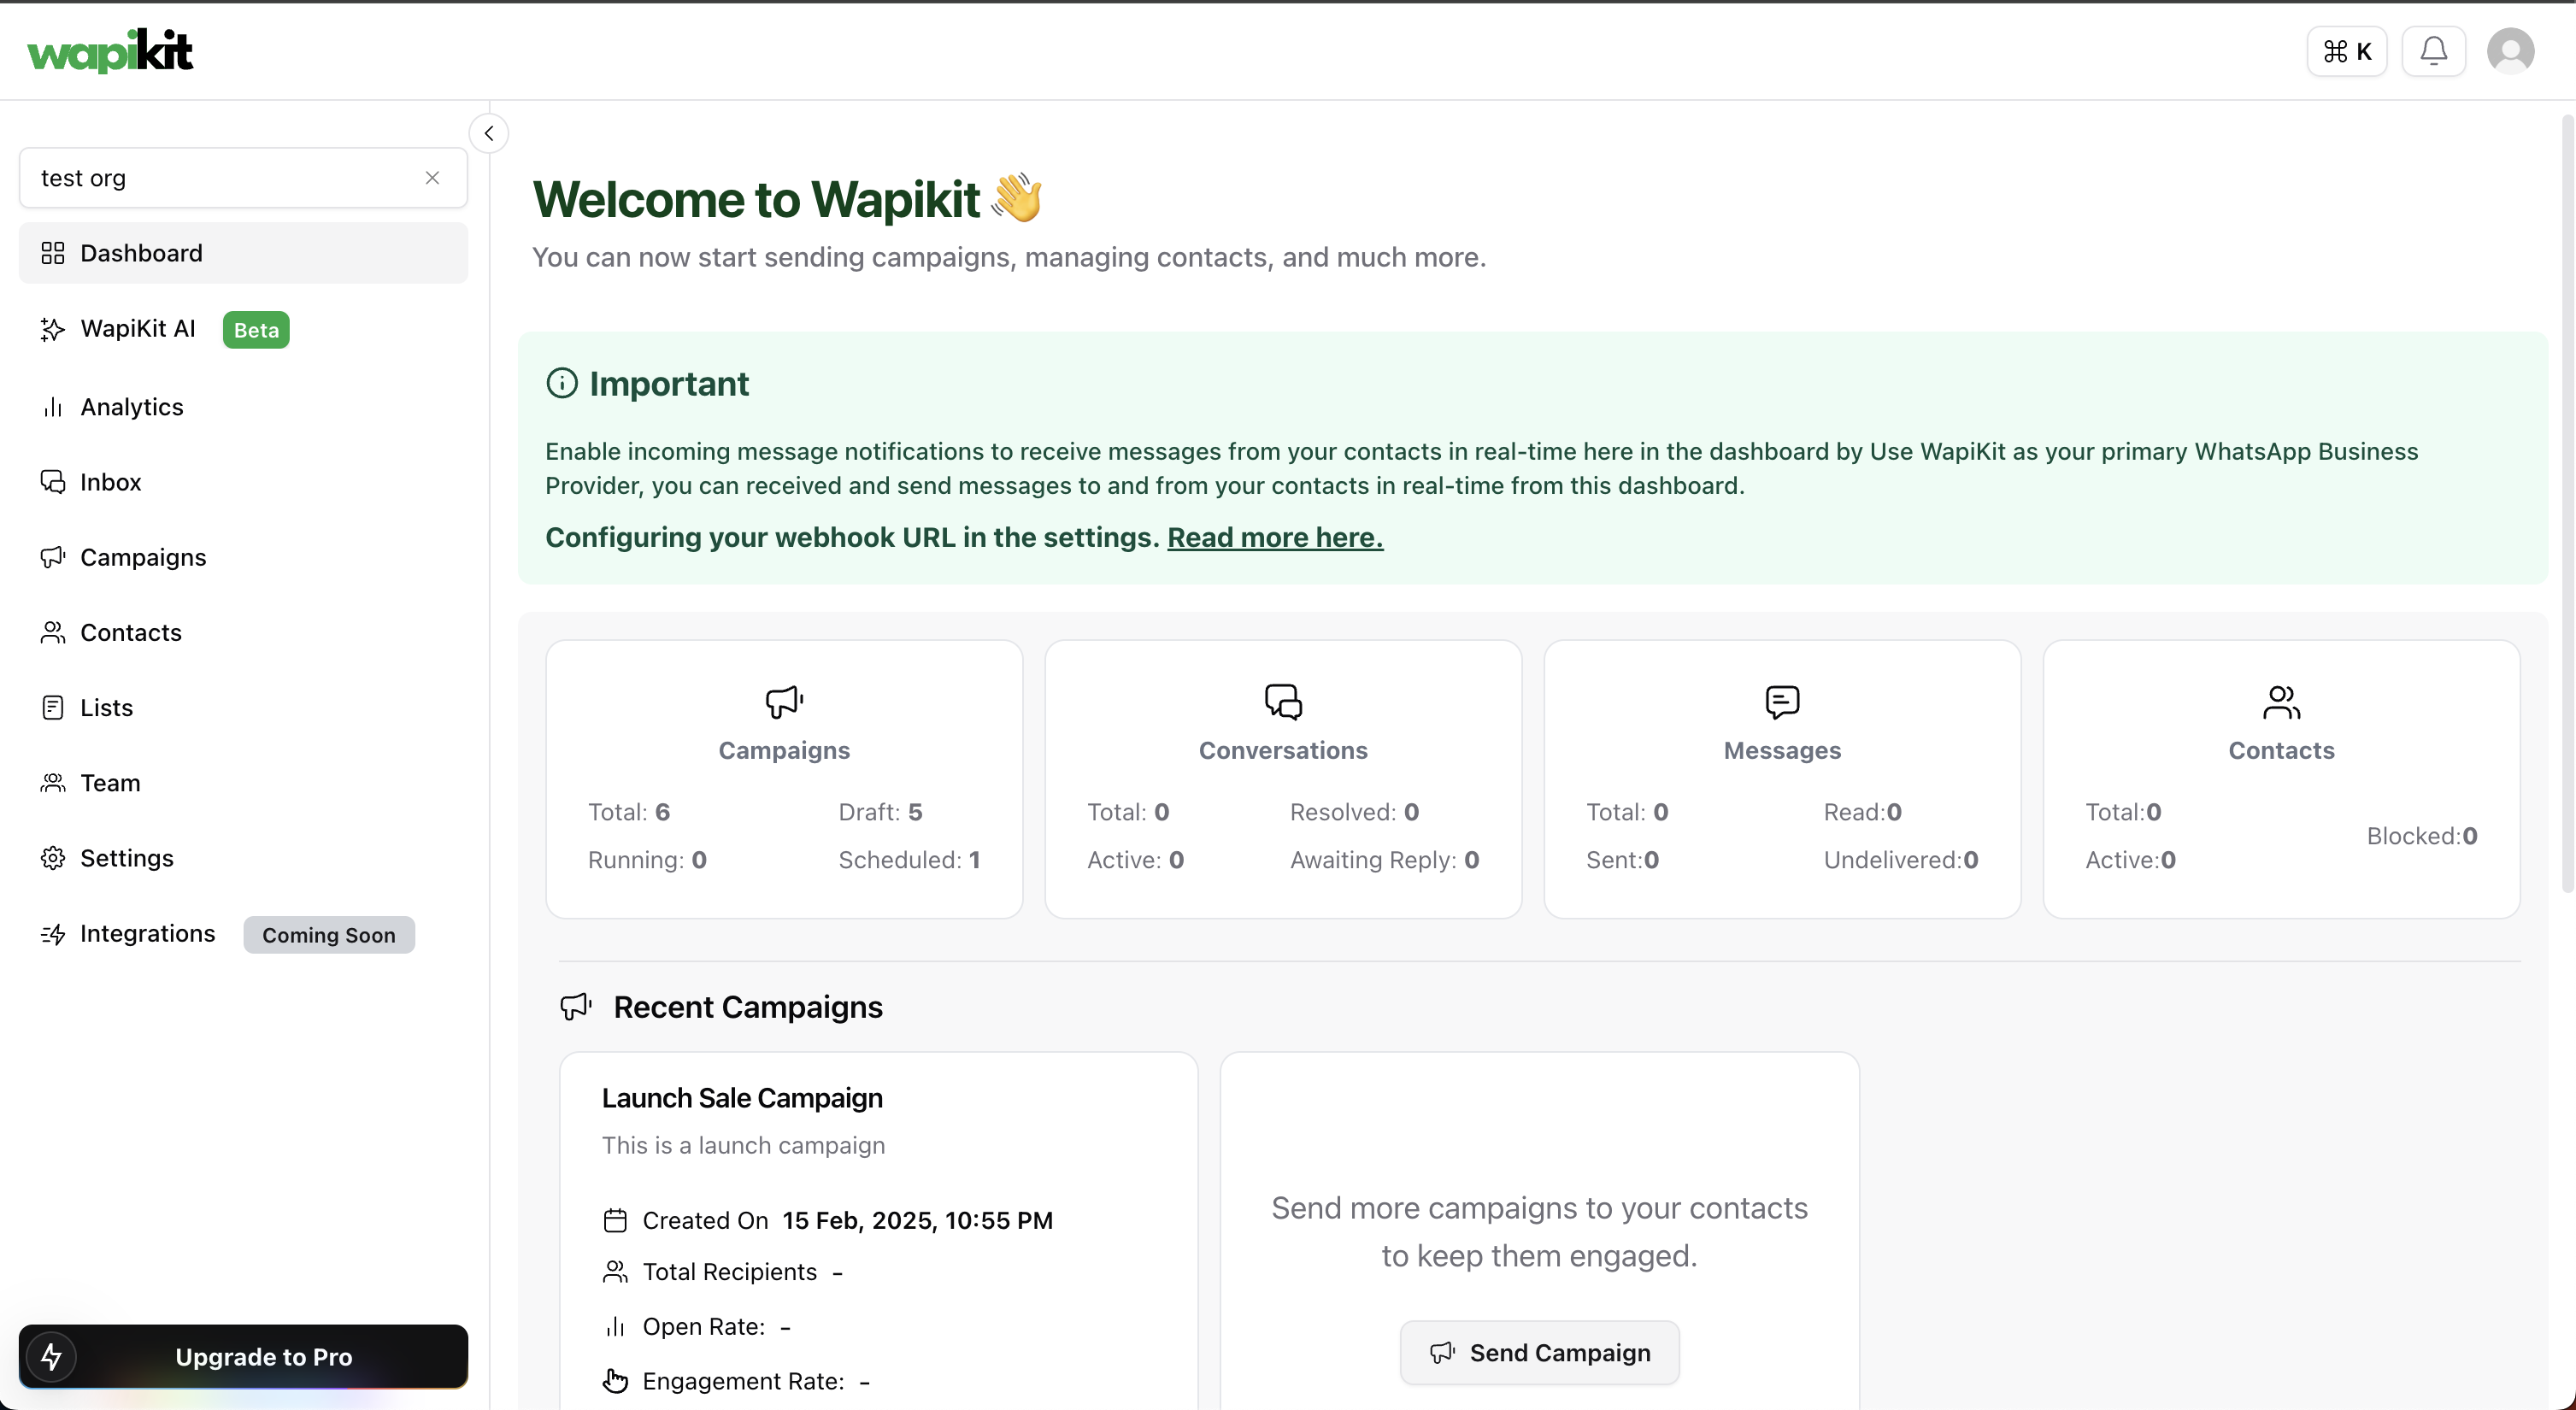 wapikit
⌘ K
test org
Dashboard
WapiKit AI Beta
Analytics
Inbox
Campaigns
Contacts
Lists
Team
Settings
Integrations Coming Soon
Upgrade to Pro
Welcome to Wapikit 👋
You can now start sending campaigns, managing contacts, and much more.
Important
Enable incoming message notifications to receive messages from your contacts in real-time here in the dashboard by Use WapiKit as your primary WhatsApp Business
Provider, you can received and send messages to and from your contacts in real-time from this dashboard.
Configuring your webhook URL in the settings. Read more here.
Campaigns
Total: 6 Draft: 5
Running: 0 Scheduled: 1
Conversations
Total: 0 Resolved: 0
Active: 0 Awaiting Reply: 0
Messages
Total: 0 Read:0
Sent:0 Undelivered:0
Contacts
Total:0
Blocked:0
Active:0
Recent Campaigns
Launch Sale Campaign
This is a launch campaign
Created On 15 Feb, 2025, 10:55 PM
Total Recipients -
Open Rate: -
Engagement Rate: -
Send more campaigns to your contacts
to keep them engaged.
Send Campaign